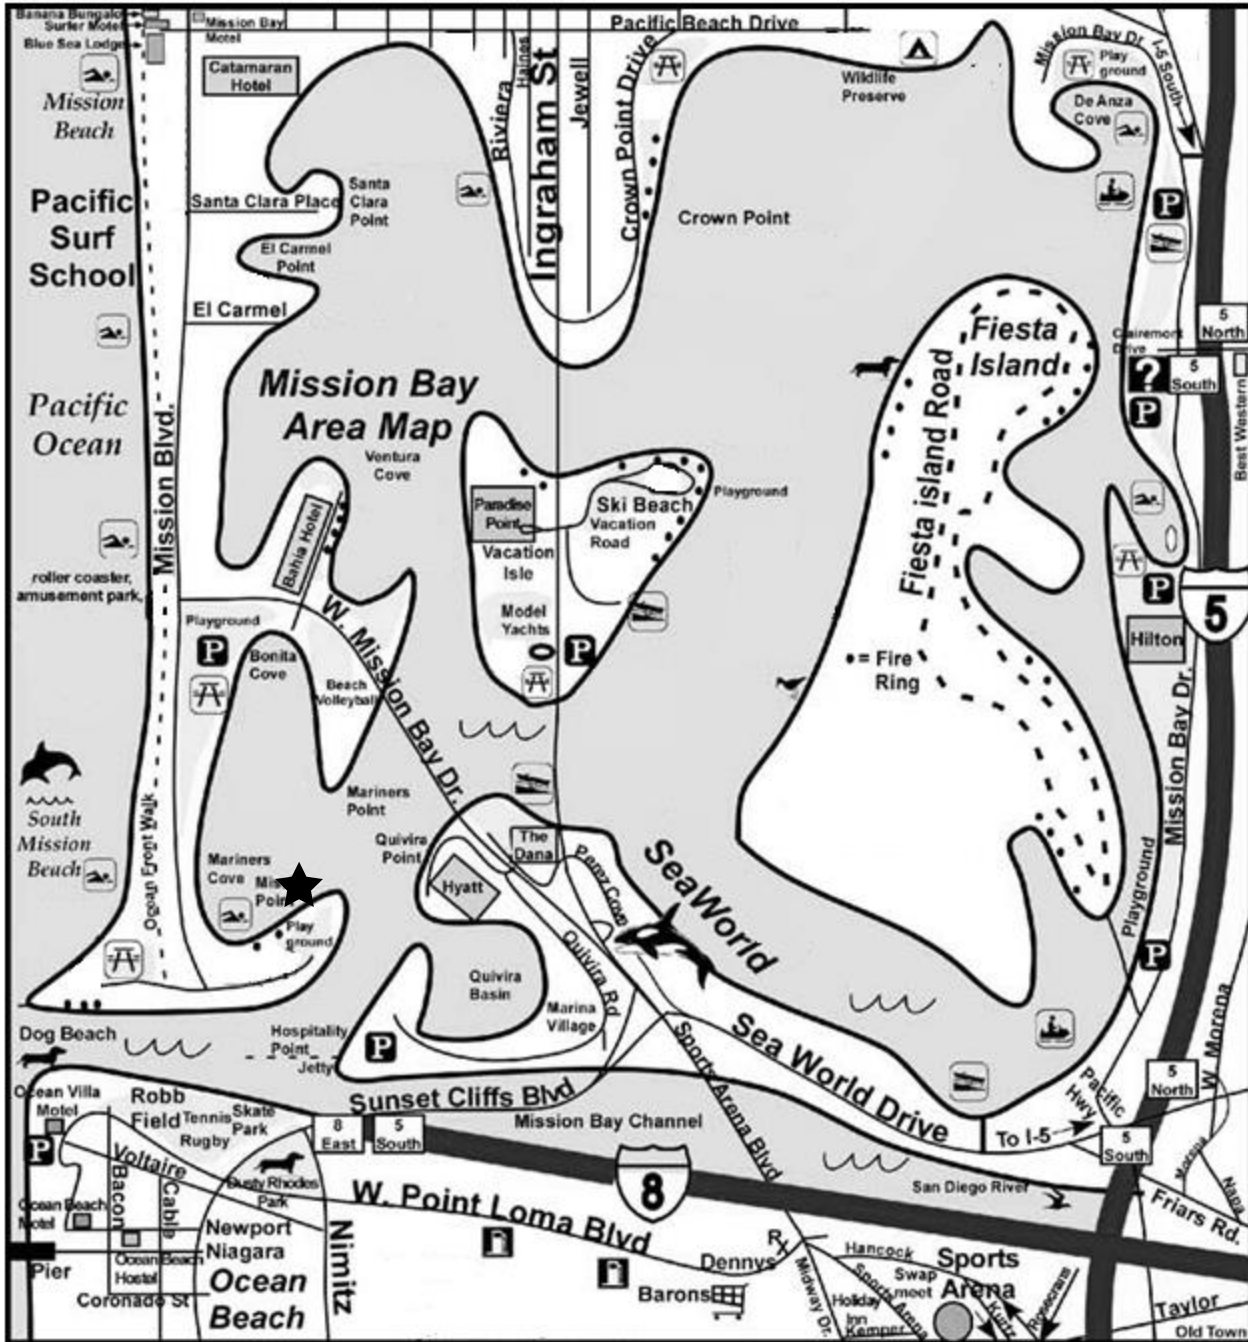 Banana Bungalo
Surfer Motel
Blue Sea Lodge
Mission Bay
Motel
Catamaran
Hotel
Pacific Beach Drive
Riviera
Haines
Ingraham St
Jewell
Crown Point Drive
Wildlife
Preserve
Mission Bay Dr.
I-5 South
Play
ground
De Anza
Cove
Mission
Beach
Pacific
Surf
School
Santa Clara Place
Santa
Clara
Point
El Carmel
Point
El Carmel
Crown Point
P
Fiesta
Island
Fiesta island Road
Clairemont
Drive
5
North
?
5
South
P
Best Western
Pacific
Ocean
Mission Blvd.
Mission Bay
Area Map
Ventura
Cove
Paradise
Point
Ski Beach
Vacation
Road
Playground
Vacation
Isle
Model
Yachts
P
Bahia Hotel
roller coaster,
amusement park,
W. Mission Bay Dr.
Playground
P
Bonita
Cove
Beach
Volleyball
• = Fire
Ring
P
Hilton
5
Mission Bay Dr.
Playground
P
South
Mission
Beach
Ocean Front Walk
Mariners
Point
Mariners
Cove
Play
ground
Quivira
Point
Hyatt
The
Dana
Perez Cove
SeaWorld
Quivira Rd
Quivira
Basin
Marina
Village
Hospitality
Point
Jetty
P
Dog Beach
Sports Arena Blvd
Sea World Drive
Sunset Cliffs Blvd
Mission Bay Channel
W. Morena
5
North
Pacific
Hwy
To I-5
5
South
Morena
Napa
Friars Rd.
San Diego River
Ocean Villa
Motel
P
Robb
Field
Tennis
Rugby
Skate
Park
8
East
5
South
8
Voltaire
Bacon
Cable
Dusty Rhodes
Park
Ocean Beach
Motel
Newport
Niagara
Pier
Ocean Beach
Hostel
Coronado St
Ocean
Beach
Nimitz
W. Point Loma Blvd
Dennys
Barons
Midway Dr.
Hancock
Sports
Arena
Sports Arena
Swap
meet
Holiday
Inn
Kemper
Kurtz
Rosecrans
Taylor
Old Town